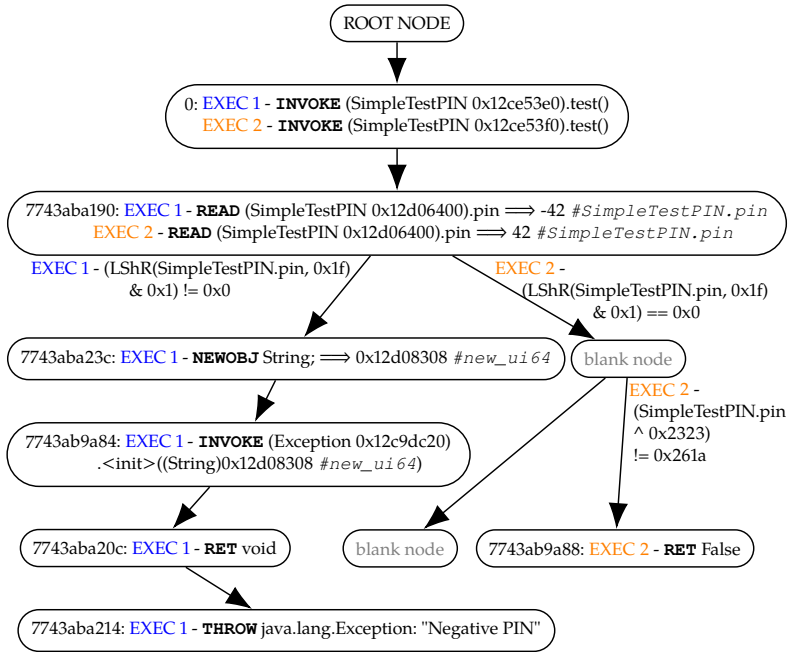 ROOT NODE
0: EXEC 1 - INVOKE (SimpleTestPIN 0x12ce53e0).test()
EXEC 2 - INVOKE (SimpleTestPIN 0x12ce53f0).test()
7743aba190: EXEC 1 - READ (SimpleTestPIN 0x12d06400).pin ⟹ -42 #SimpleTestPIN.pin
EXEC 2 - READ (SimpleTestPIN 0x12d06400).pin ⟹ 42 #SimpleTestPIN.pin
EXEC 1 - (LShR(SimpleTestPIN.pin, 0x1f)
& 0x1) != 0x0
EXEC 2 -
(LShR(SimpleTestPIN.pin, 0x1f)
& 0x1) == 0x0
7743aba23c: EXEC 1 - NEWOBJ String; ⟹ 0x12d08308 #new_ui64
blank node
EXEC 2 -
(SimpleTestPIN.pin
^ 0x2323)
!= 0x261a
7743ab9a84: EXEC 1 - INVOKE (Exception 0x12c9dc20)
.<init>((String)0x12d08308 #new_ui64)
7743aba20c: EXEC 1 - RET void
blank node
7743ab9a88: EXEC 2 - RET False
7743aba214: EXEC 1 - THROW java.lang.Exception: "Negative PIN"